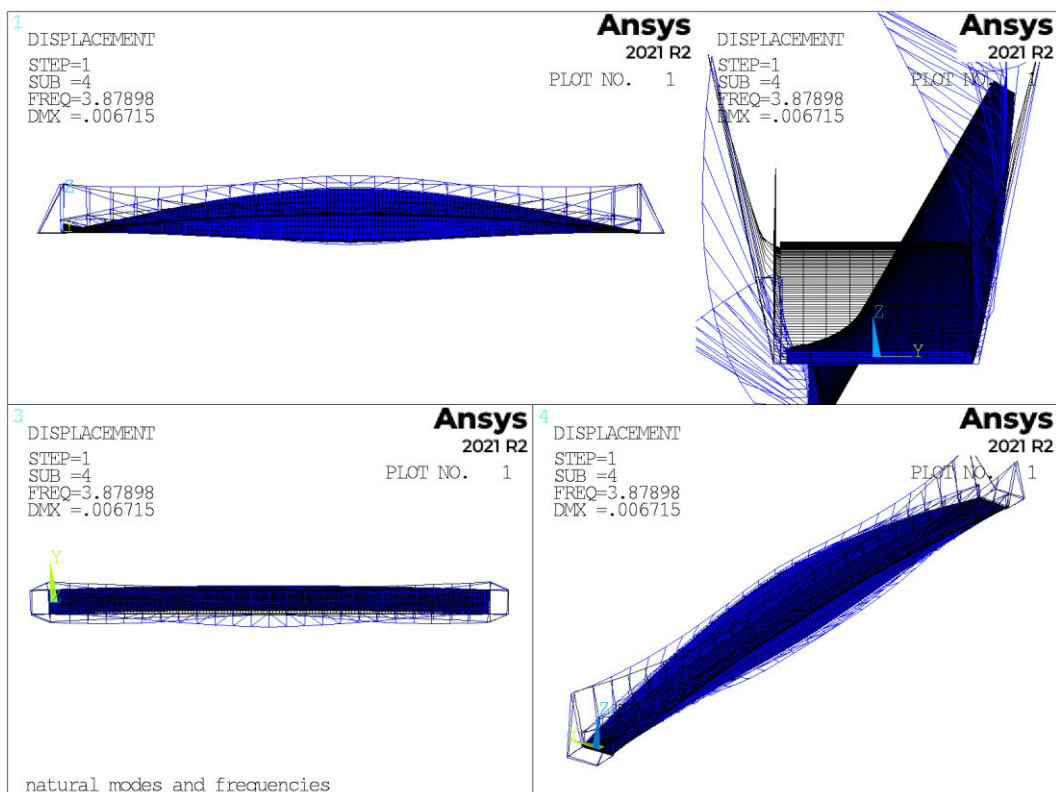 1
DISPLACEMENT
STEP=1
SUB =4
FREQ=3.87898
DMX =.006715
Ansys
2021 R2
PLOT NO. 1
Z
DISPLACEMENT
STEP=1
SUB =4
FREQ=3.87898
DMX =.006715
Ansys
2021 R2
PLOT NO. 1
Z
Y
3
DISPLACEMENT
STEP=1
SUB =4
FREQ=3.87898
DMX =.006715
Ansys
2021 R2
PLOT NO. 1
Y
natural modes and frequencies
4
DISPLACEMENT
STEP=1
SUB =4
FREQ=3.87898
DMX =.006715
Ansys
2021 R2
PLOT NO. 1
Z